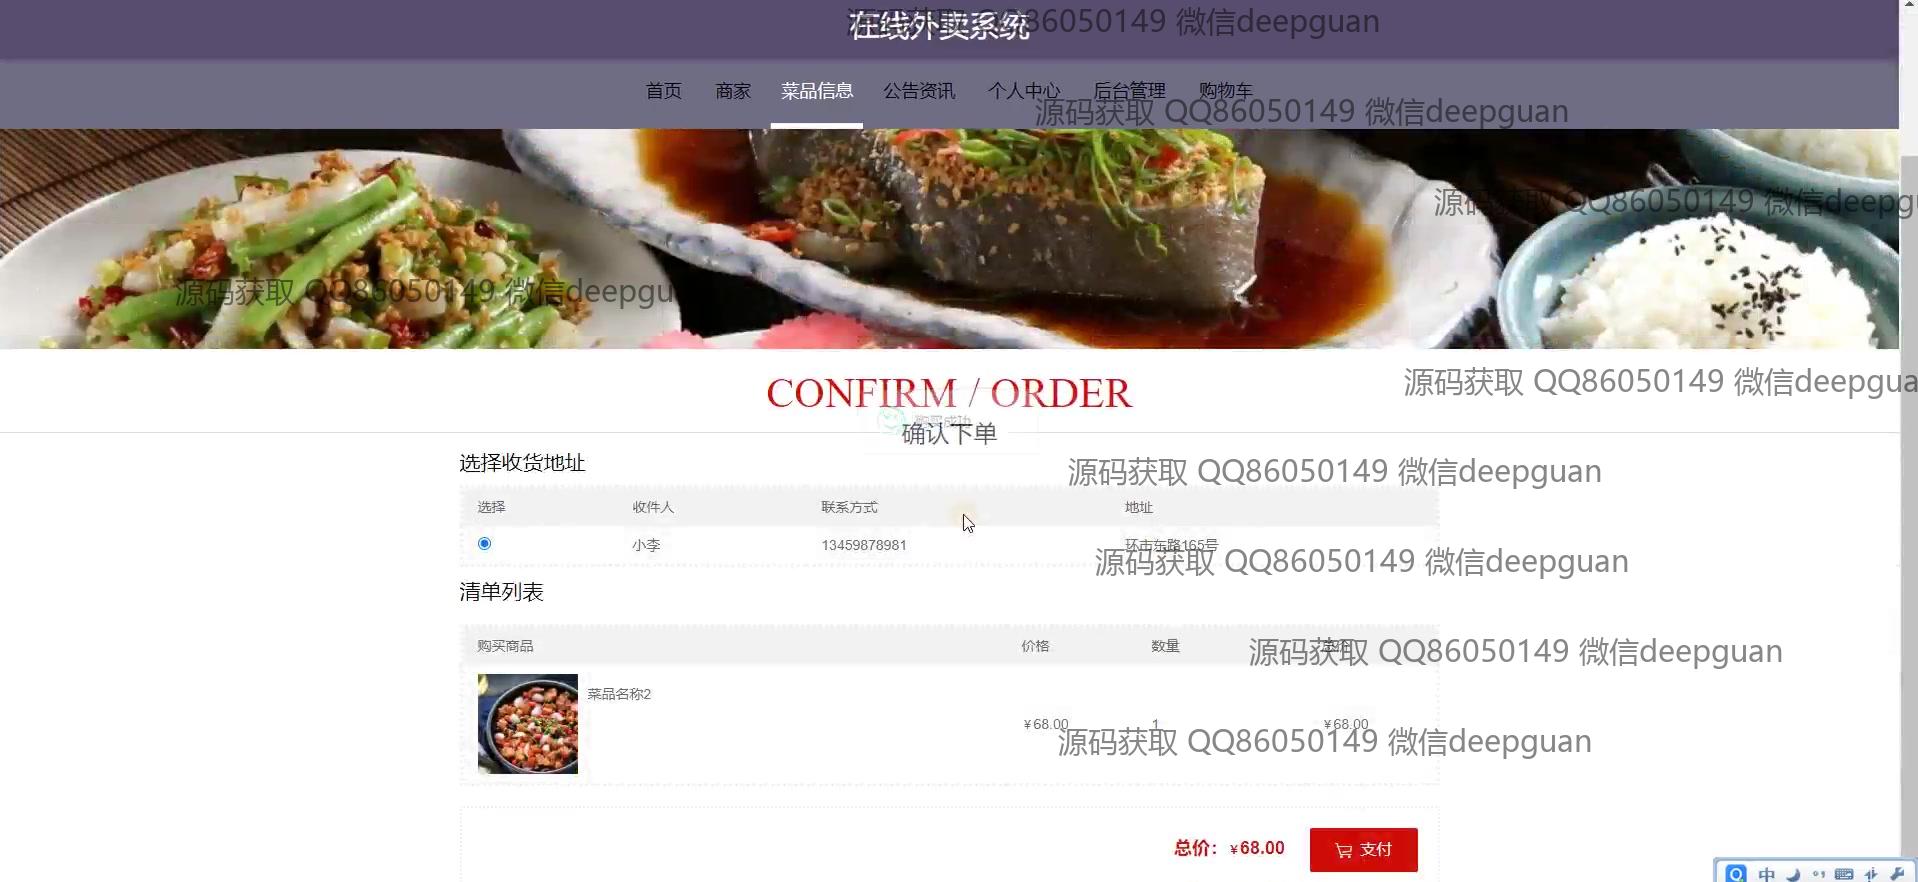 在线外卖系统
源码获取 QQ86050149 微信deepguan
首页 商家 菜品信息 公告资讯 个人中心 后台管理 购物车
源码获取 QQ86050149 微信deepguan
源码获取 QQ86050149 微信deepgu
源码获取 QQ86050149 微信deepgu
CONFIRM / ORDER
源码获取 QQ86050149 微信deepgua
购买成功
确认下单
选择收货地址
源码获取 QQ86050149 微信deepguan
选择 收件人 联系方式 地址
小李 13459878981 环市东路165号
源码获取 QQ86050149 微信deepguan
清单列表
购买商品 价格 数量 总价
源码获取 QQ86050149 微信deepguan
菜品名称2
￥68.00 1 ￥68.00
源码获取 QQ86050149 微信deepguan
总价：￥68.00 支付
中